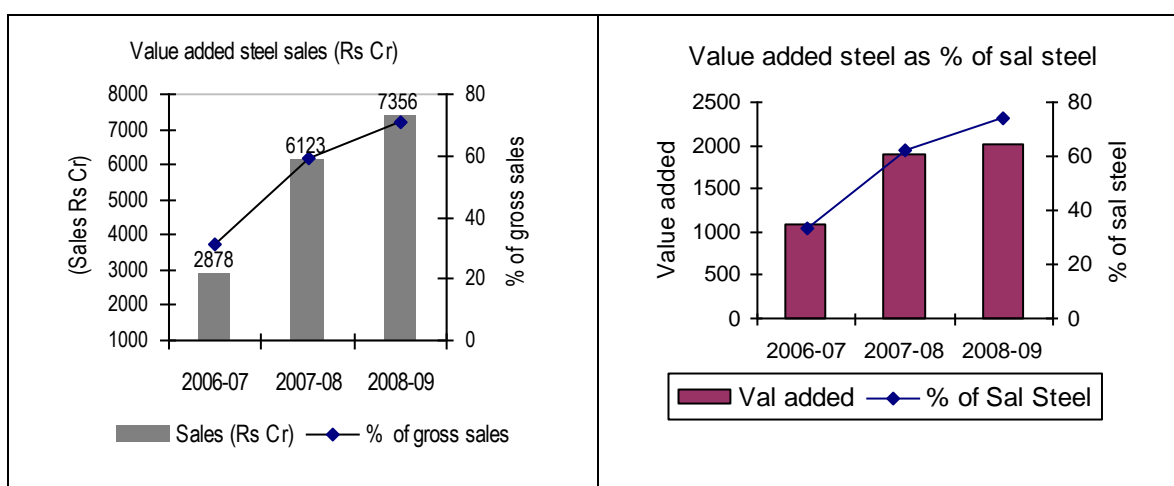 Value added steel sales (Rs Cr)
(Sales Rs Cr)
8000
7000
6000
5000
4000
3000
2000
1000
2878
6123
7356
80
60
40
20
0
% of gross sales
2006-07 2007-08 2008-09
Sales (Rs Cr) % of gross sales
Value added steel as % of sal steel
Value added
2500
2000
1500
1000
500
0
80
60
40
20
0
% of sal steel
2006-07 2007-08 2008-09
Val added % of Sal Steel